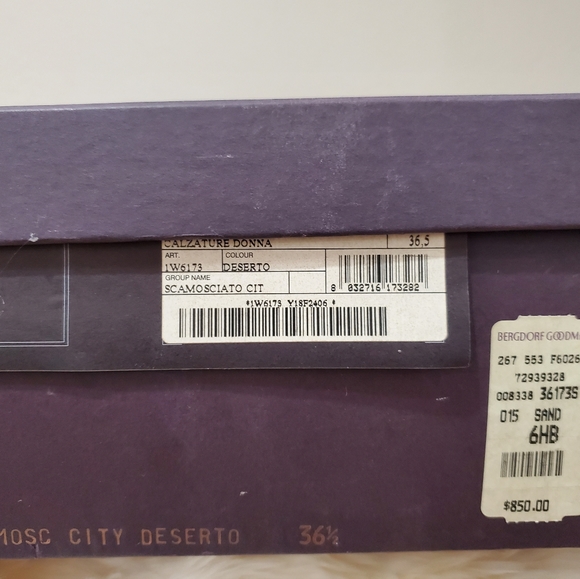 CALZATURE DONNA 36,5
ART. COLOUR
1W6173 DESERTO
GROUP NAME
SCAMOSCIATO CIT
8 032716 173282
*1W6173 Y18F2406 *
BERGDORF GOODM
267 553 F6026
72939328
008338 36173S
015 SAND
6HB
$850.00
MOSC CITY DESERTO 36½